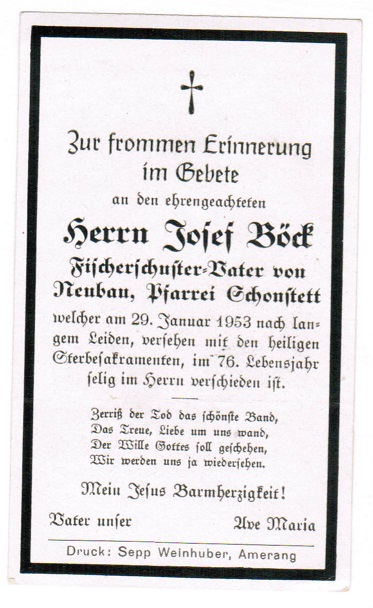 Zur frommen Erinnerung
im Gebete
an den ehrengeachteten
Herrn Josef Böck
Fischerschuster-Vater von
Neubau, Pfarrei Schonstett
welcher am 29. Januar 1953 nach lan-
gem Leiden, versehen mit den heiligen
Sterbesakramenten, im 76. Lebensjahr
selig im Herrn verschieden ist.
Zerriß der Tod das schönste Band,
Das Treue, Liebe um uns wand,
Der Wille Gottes soll geschehen,
Wir werden uns ja wiedersehen.
Mein Jesus Barmherzigkeit!
Vater unser Ave Maria
Druck: Sepp Weinhuber, Amerang